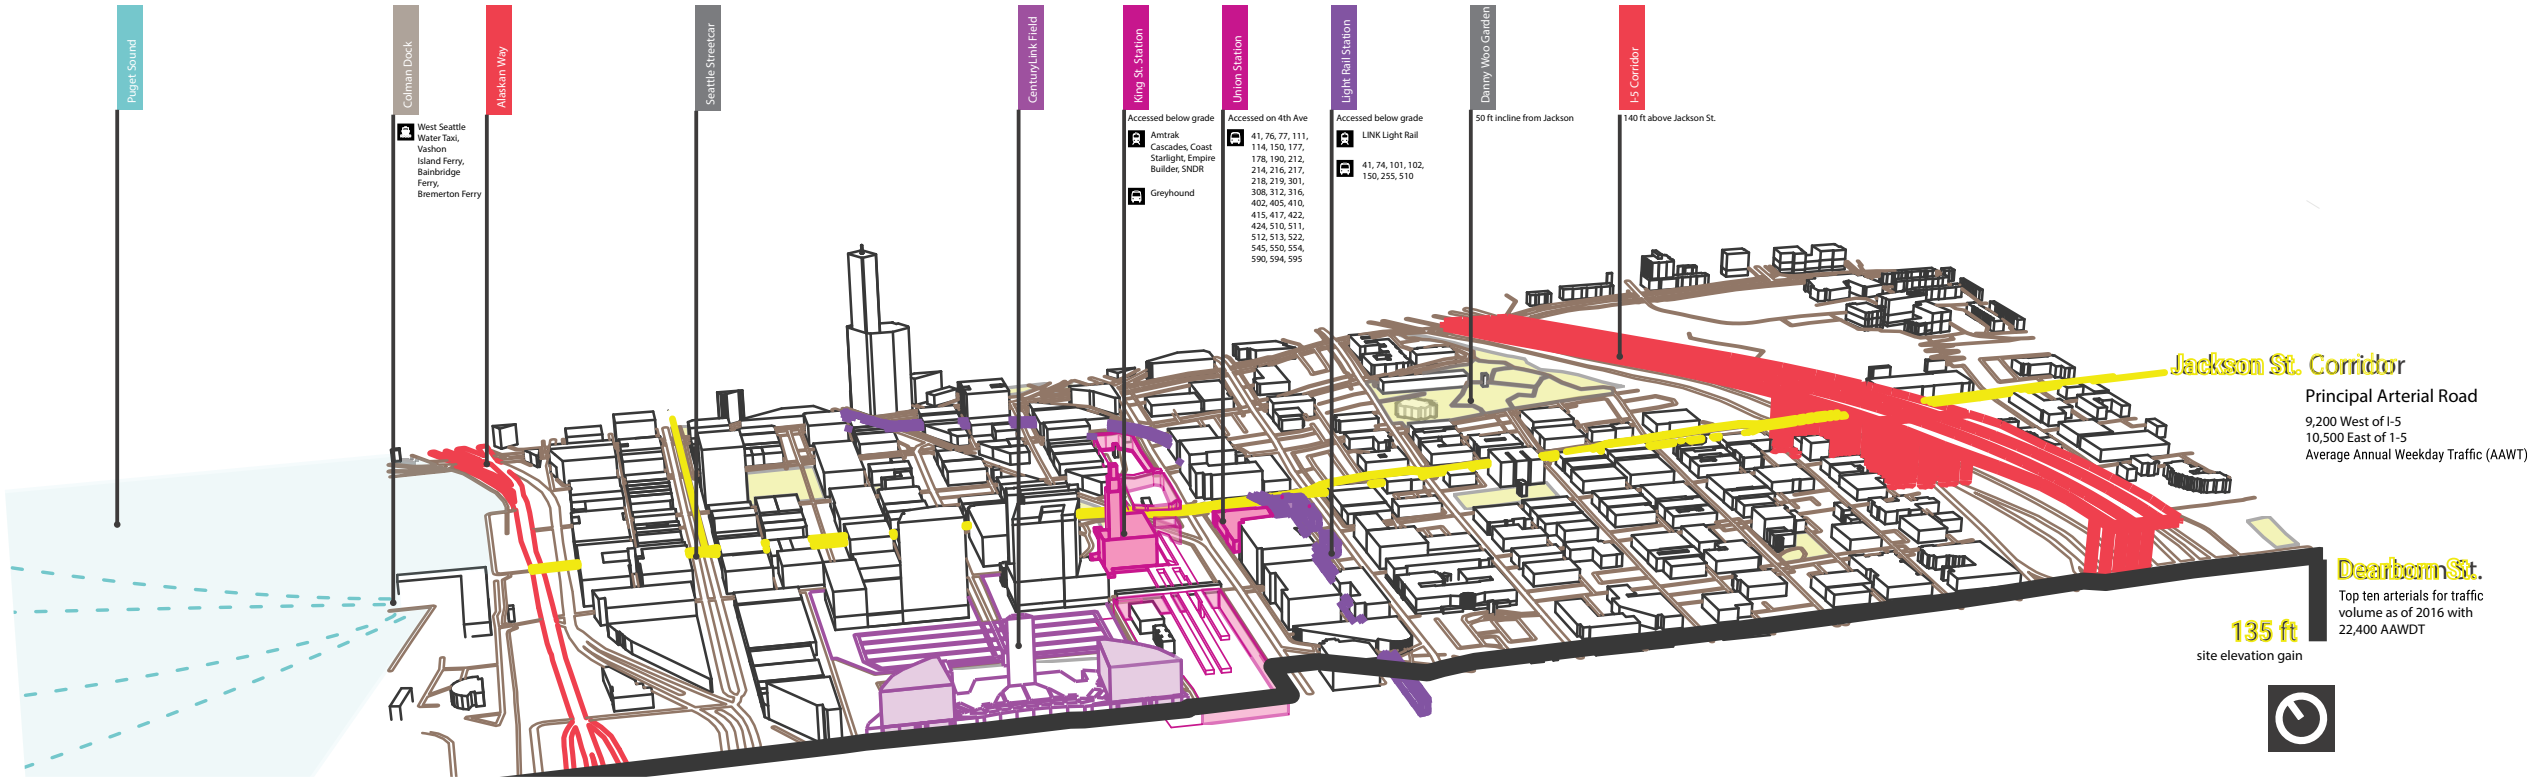 Puget Sound
Colman Dock
West Seattle
Water Taxi,
Vashon
Island Ferry,
Bainbridge
Ferry,
Bremerton Ferry
Alaskan Way
Seattle Streetcar
CenturyLink Field
King St. Station
Accessed below grade
Amtrak
Cascades, Coast
Starlight, Empire
Builder, SNDR
Greyhound
Union Station
Accessed on 4th Ave
41, 76, 77, 111,
114, 150, 177,
178, 190, 212,
214, 216, 217,
218, 219, 301,
308, 312, 316,
402, 405, 410,
415, 417, 422,
424, 510, 511,
512, 513, 522,
545, 550, 554,
590, 594, 595
Light Rail Station
Accessed below grade
LINK Light Rail
41, 74, 101, 102,
150, 255, 510
Danny Woo Garden
50 ft incline from Jackson
I-5 Corridor
140 ft above Jackson St.
Jackson St. Corridor
Principal Arterial Road
9,200 West of I-5
10,500 East of 1-5
Average Annual Weekday Traffic (AAWT)
Dearborn St.
Top ten arterials for traffic
volume as of 2016 with
22,400 AAWDT
135 ft
site elevation gain